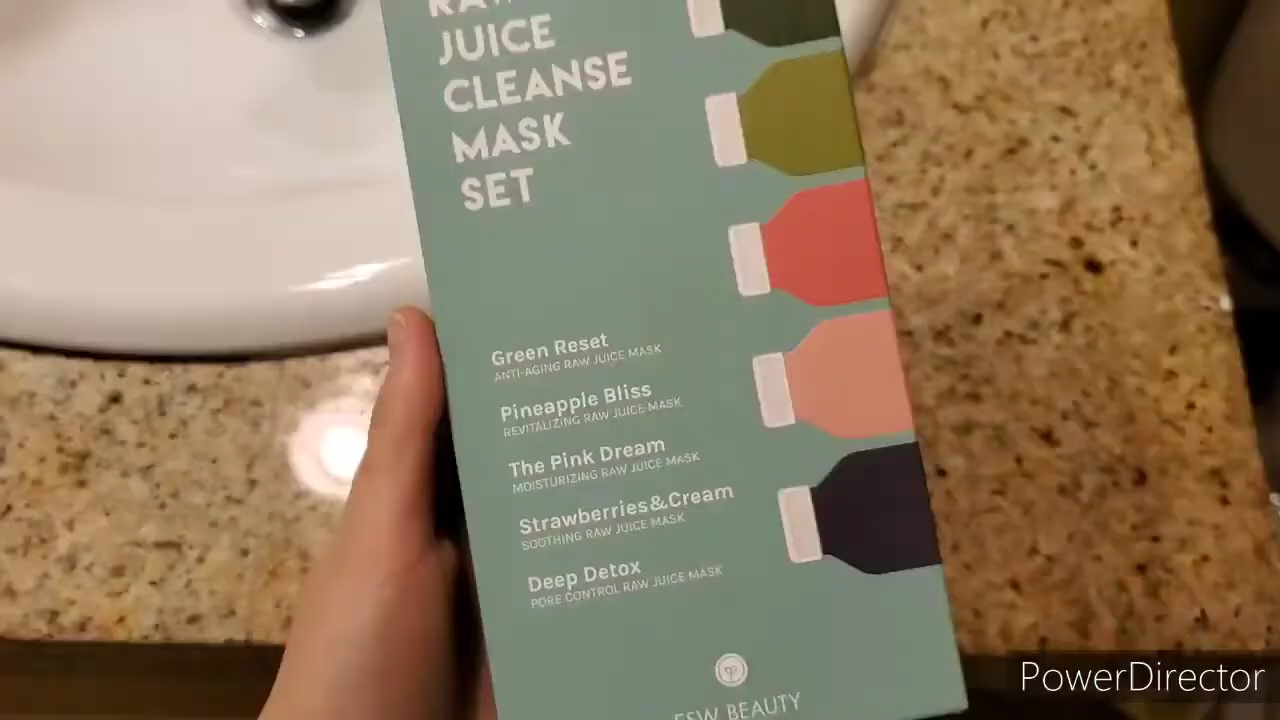 RAW
JUICE
CLEANSE
MASK
SET
Green Reset
ANTI-AGING RAW JUICE MASK
Pineapple Bliss
REVITALIZING RAW JUICE MASK
The Pink Dream
MOISTURIZING RAW JUICE MASK
Strawberries&Cream
SOOTHING RAW JUICE MASK
Deep Detox
PORE CONTROL RAW JUICE MASK
ESW BEAUTY
PowerDirector